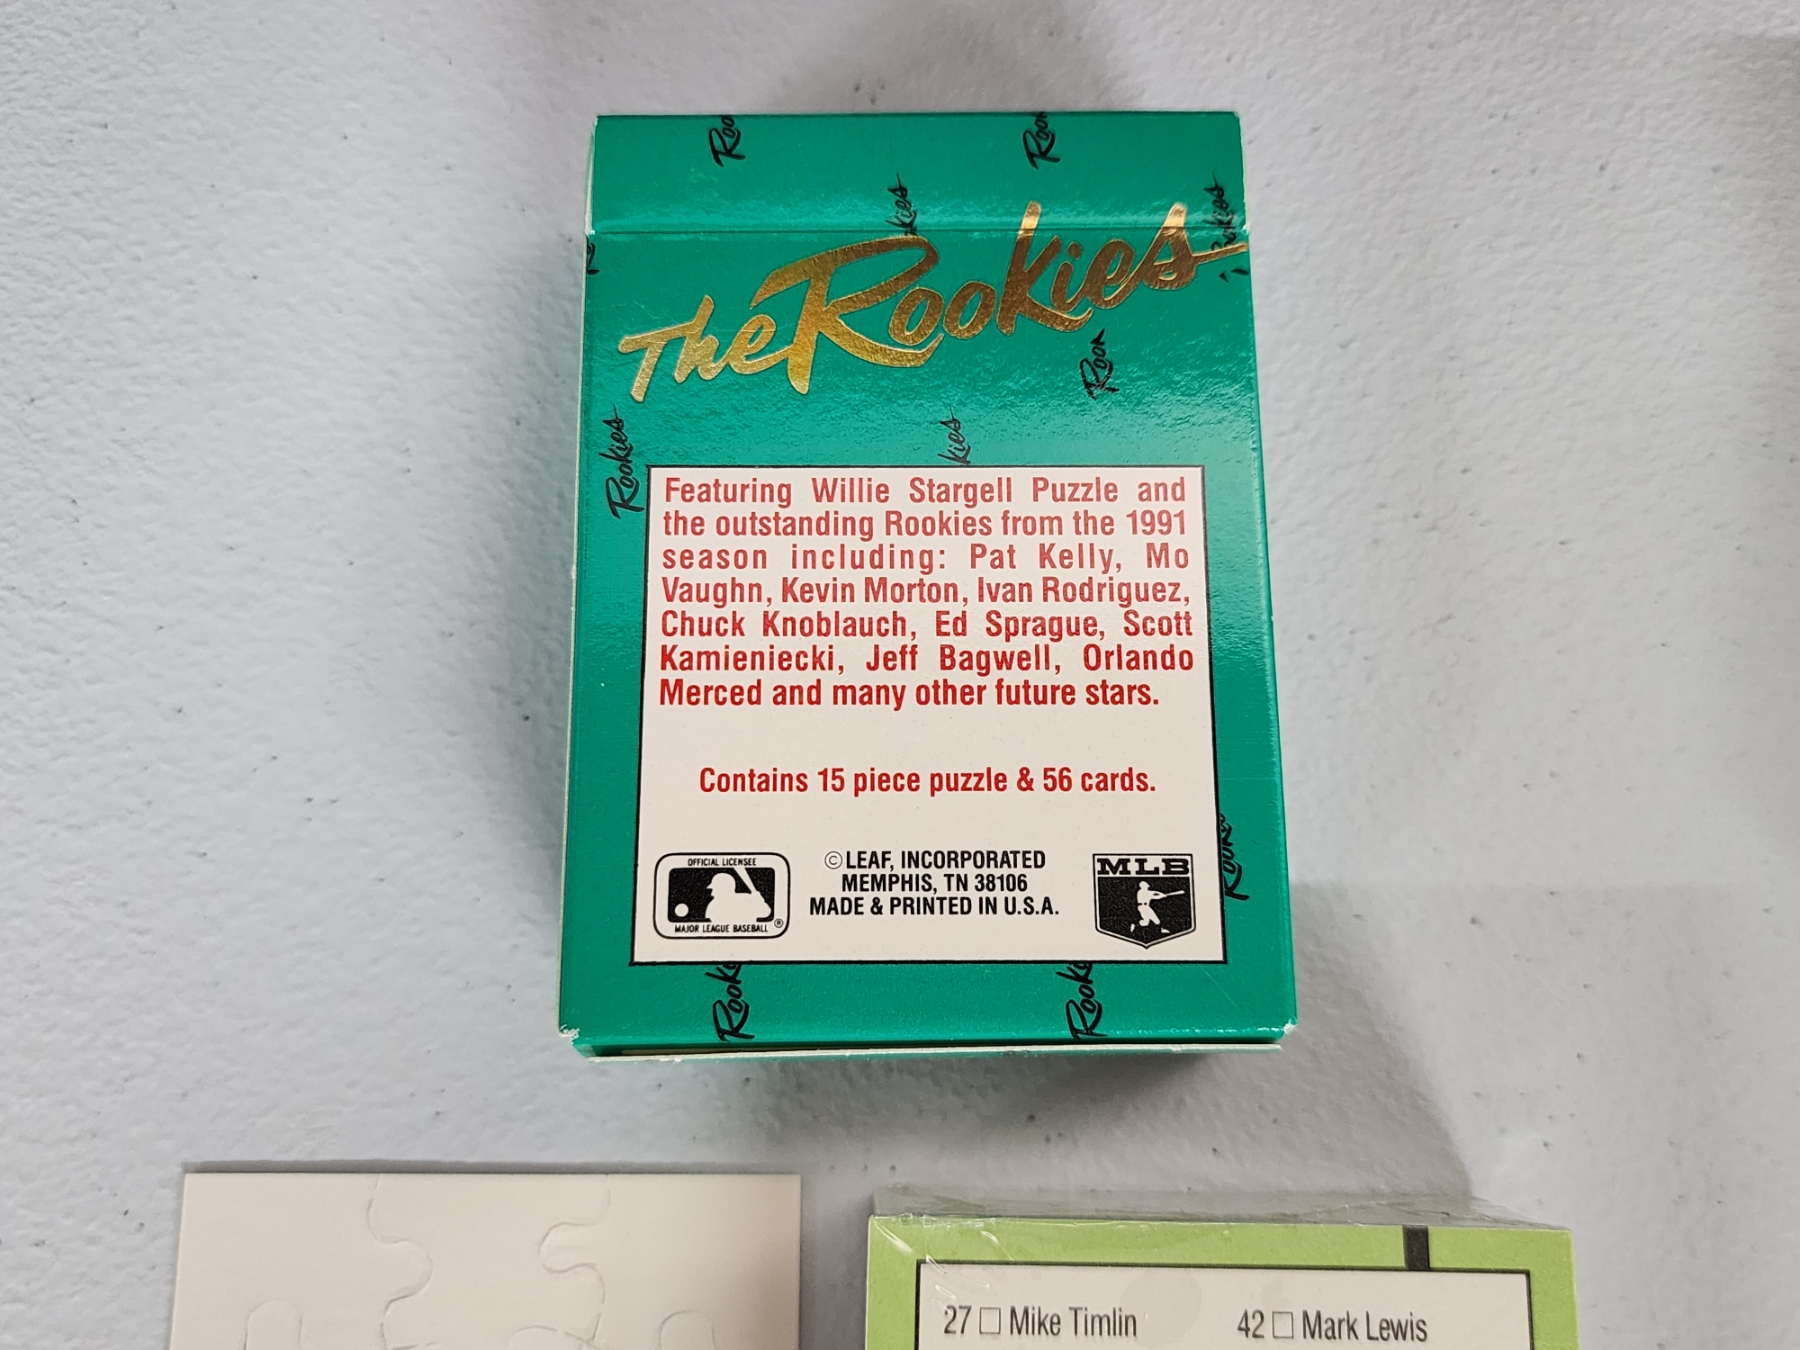 Rookies
The Rookies
Rookies
Featuring Willie Stargell Puzzle and
the outstanding Rookies from the 1991
season including: Pat Kelly, Mo
Vaughn, Kevin Morton, Ivan Rodriguez,
Chuck Knoblauch, Ed Sprague, Scott
Kamieniecki, Jeff Bagwell, Orlando
Merced and many other future stars.
Contains 15 piece puzzle & 56 cards.
OFFICIAL LICENSEE
MAJOR LEAGUE BASEBALL ®
© LEAF, INCORPORATED
MEMPHIS, TN 38106
MADE & PRINTED IN U.S.A.
MLB
27 □ Mike Timlin
42 □ Mark Lewis